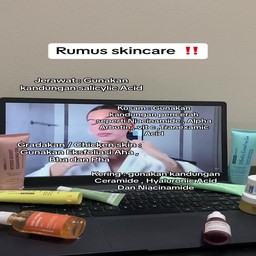 Rumus skincare ‼️
Jerawat : Gunakan
kandungan salicylic Acid
Kusam : Gunakan
kandungan pencerah
seperti Niacinamide , Alpha
Arbutin, vit c , Tranexamic
Acid
Gradakan / Chicken skin :
Gunakan Eksfoliasi Aha ,
Bha dan Pha
Kering : gunakan kandungan
Ceramide , Hyaluronic Acid
Dan Niacinamide